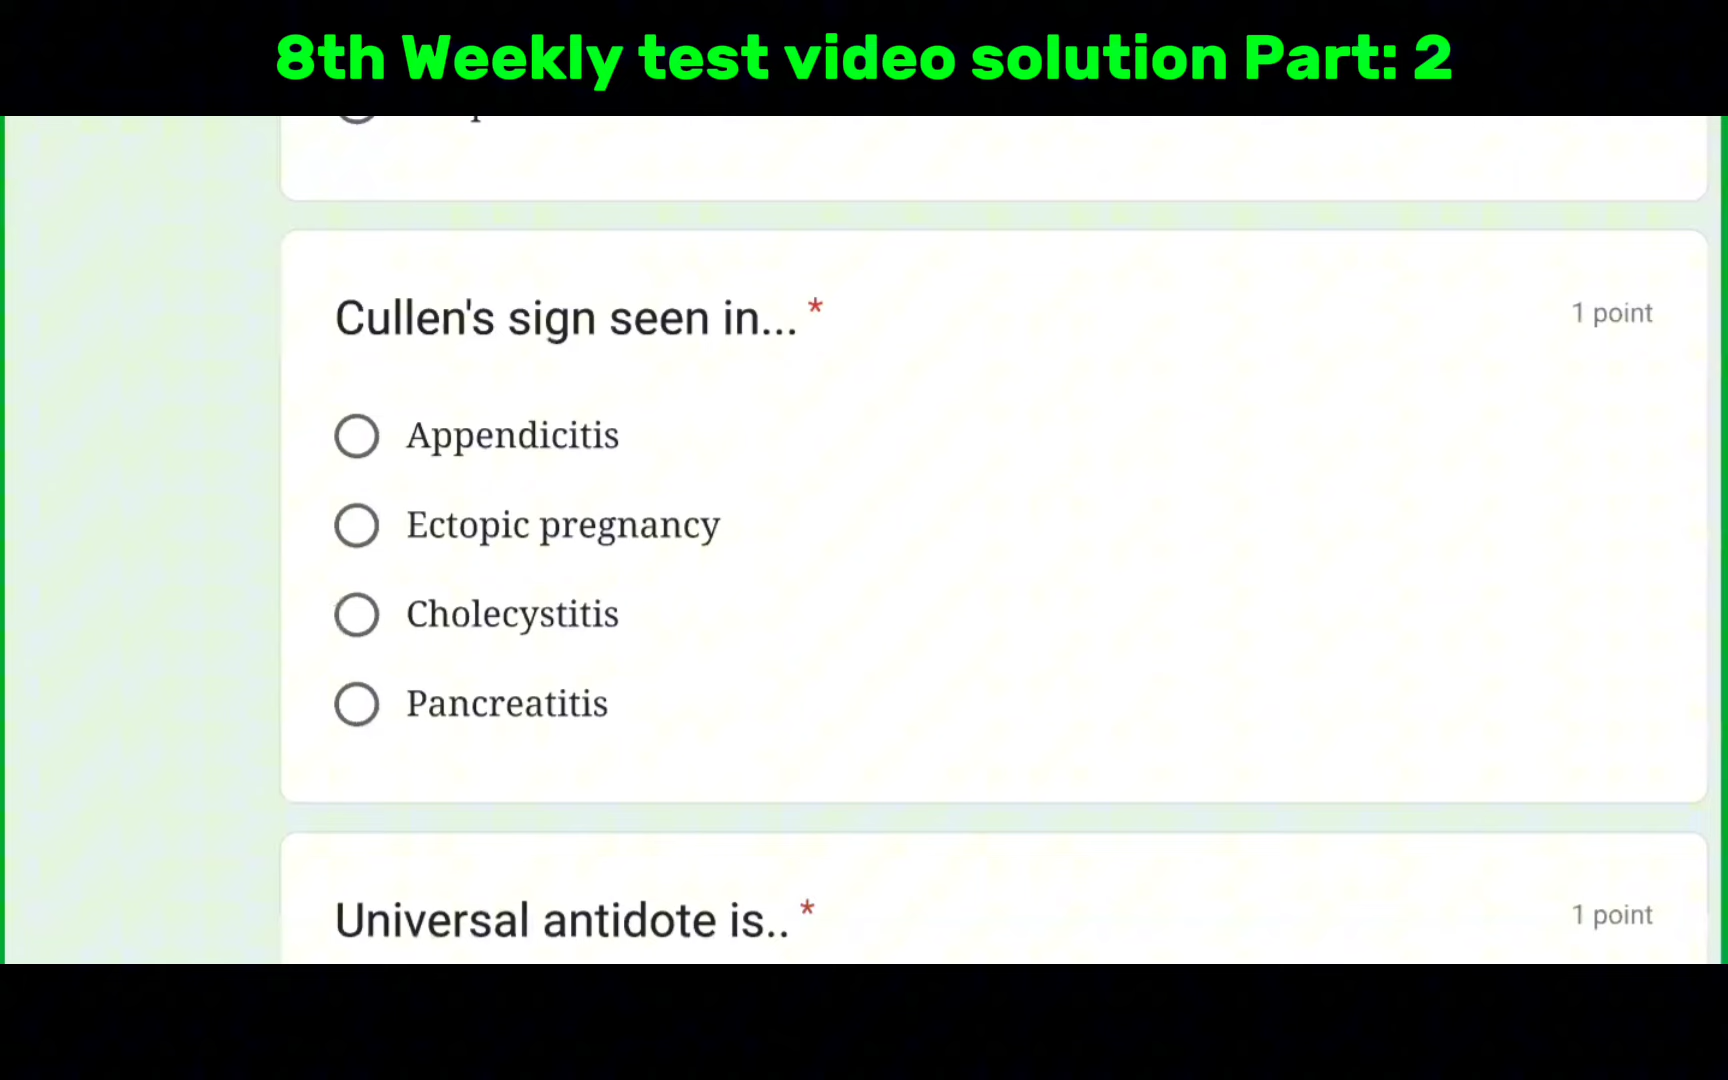 8th Weekly test video solution Part: 2
Cullen's sign seen in... *
1 point
Appendicitis
Ectopic pregnancy
Cholecystitis
Pancreatitis
Universal antidote is.. *
1 point